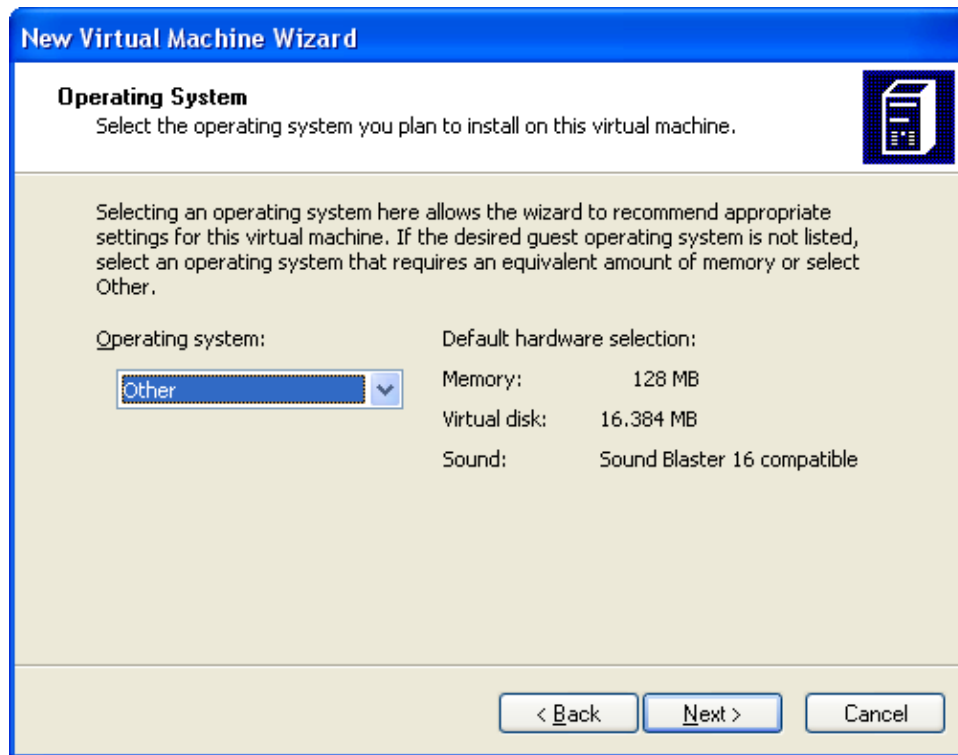 New Virtual Machine Wizard
Operating System
Select the operating system you plan to install on this virtual machine.
Selecting an operating system here allows the wizard to recommend appropriate
settings for this virtual machine. If the desired guest operating system is not listed,
select an operating system that requires an equivalent amount of memory or select
Other.
Operating system:
Default hardware selection:
Other
Memory: 128 MB
Virtual disk: 16.384 MB
Sound: Sound Blaster 16 compatible
< Back Next > Cancel